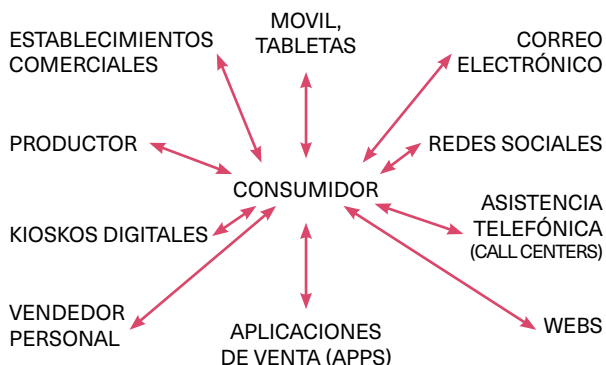 MOVIL,
TABLETAS
ESTABLECIMIENTOS
COMERCIALES
CORREO
ELECTRÓNICO
PRODUCTOR
REDES SOCIALES
CONSUMIDOR
KIOSKOS DIGITALES
ASISTENCIA
TELEFÓNICA
(CALL CENTERS)
VENDEDOR
PERSONAL
APLICACIONES
DE VENTA (APPS)
WEBS